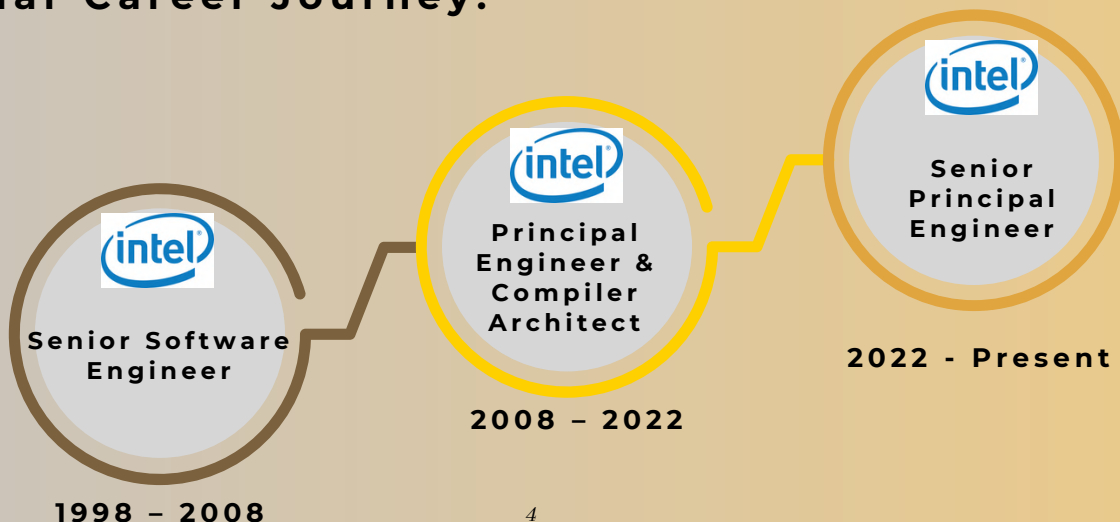 Career Journey:
intel
Senior Software
Engineer
1998 – 2008
intel
Principal
Engineer &
Compiler
Architect
2008 – 2022
intel
Senior
Principal
Engineer
2022 - Present
4